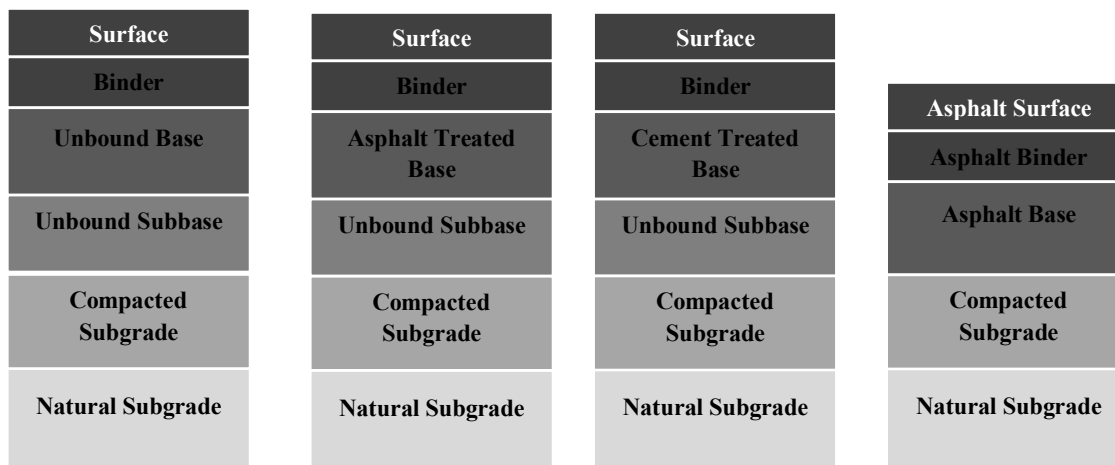 Surface
Binder
Unbound Base
Unbound Subbase
Compacted
Subgrade
Natural Subgrade
Surface
Binder
Asphalt Treated
Base
Unbound Subbase
Compacted
Subgrade
Natural Subgrade
Surface
Binder
Cement Treated
Base
Unbound Subbase
Compacted
Subgrade
Natural Subgrade
Asphalt Surface
Asphalt Binder
Asphalt Base
Compacted
Subgrade
Natural Subgrade